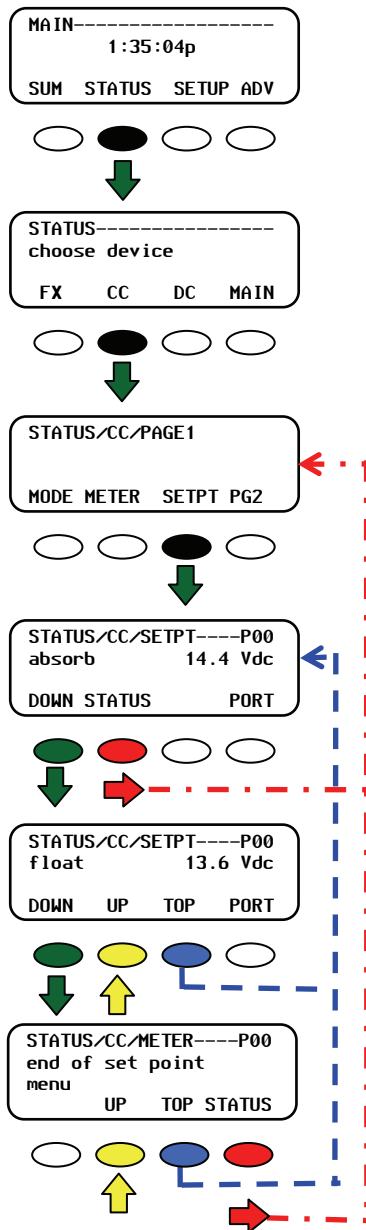 MAIN--------------------
1:35:04p
SUM STATUS SETUP ADV
STATUS------------------
choose device
FX CC DC MAIN
STATUS/CC/PAGE1
MODE METER SETPT PG2
STATUS/CC/SETPT----P00
absorb 14.4 Vdc
DOWN STATUS PORT
STATUS/CC/SETPT----P00
float 13.6 Vdc
DOWN UP TOP PORT
STATUS/CC/METER----P00
end of set point
menu
UP TOP STATUS